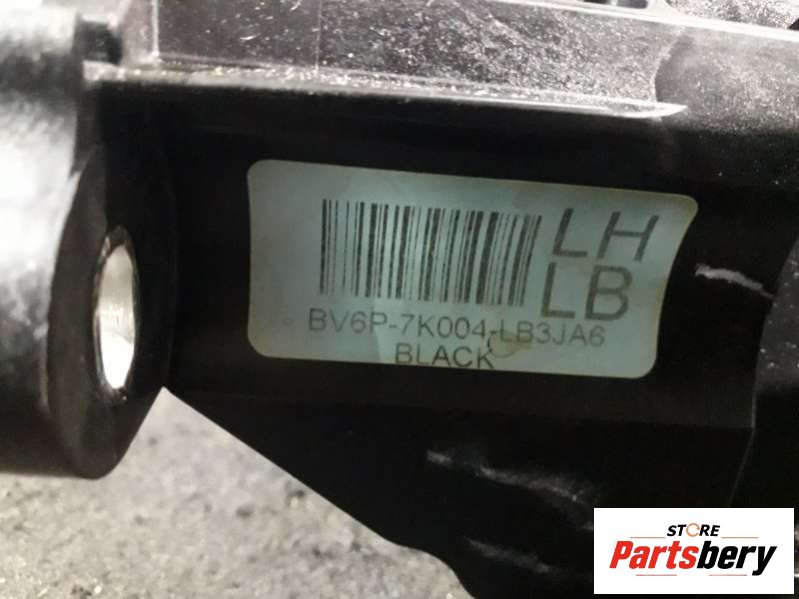 LH
LB
BV6P-7K004-LB3JA6
BLACK
STORE
Partsbery